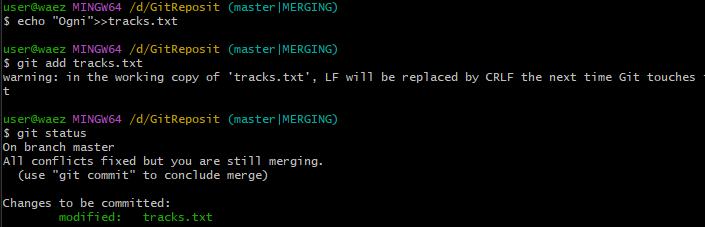 user@waez MINGW64 /d/GitReposit (master|MERGING)
$ echo "Ogni">>tracks.txt

user@waez MINGW64 /d/GitReposit (master|MERGING)
$ git add tracks.txt
warning: in the working copy of 'tracks.txt', LF will be replaced by CRLF the next time Git touches
t

user@waez MINGW64 /d/GitReposit (master|MERGING)
$ git status
On branch master
All conflicts fixed but you are still merging.
  (use "git commit" to conclude merge)

Changes to be committed:
        modified:   tracks.txt